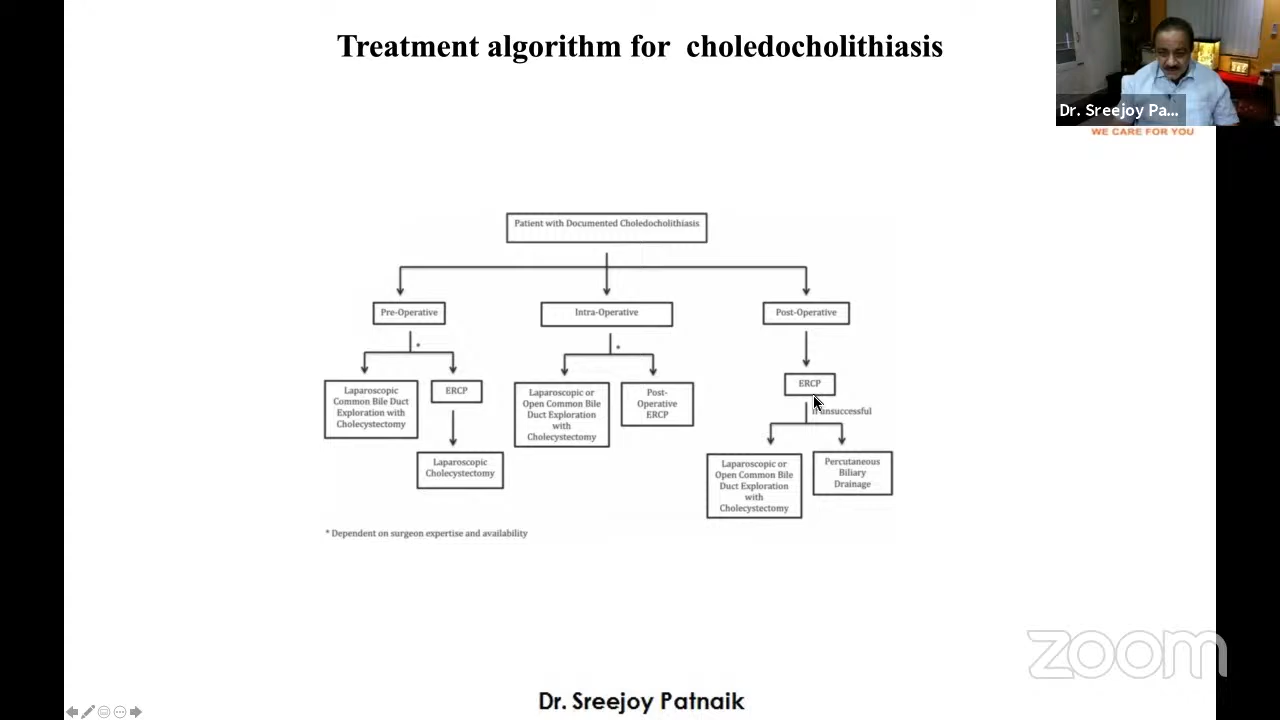 Treatment algorithm for choledocholithiasis
Dr. Sreejoy Pa...
WE CARE FOR YOU
Patient with Documented Choledocholithiasis
Pre-Operative
Intra-Operative
Post-Operative
*
*
Laparoscopic
Common Bile Duct
Exploration with
Cholecystectomy
ERCP
Laparoscopic
Cholecystectomy
Laparoscopic or
Open Common Bile
Duct Exploration
with
Cholecystectomy
Post-
Operative
ERCP
ERCP
If unsuccessful
Laparoscopic or
Open Common Bile
Duct Exploration
with
Cholecystectomy
Percutaneous
Biliary
Drainage
* Dependent on surgeon expertise and availability
zoom
Dr. Sreejoy Patnaik